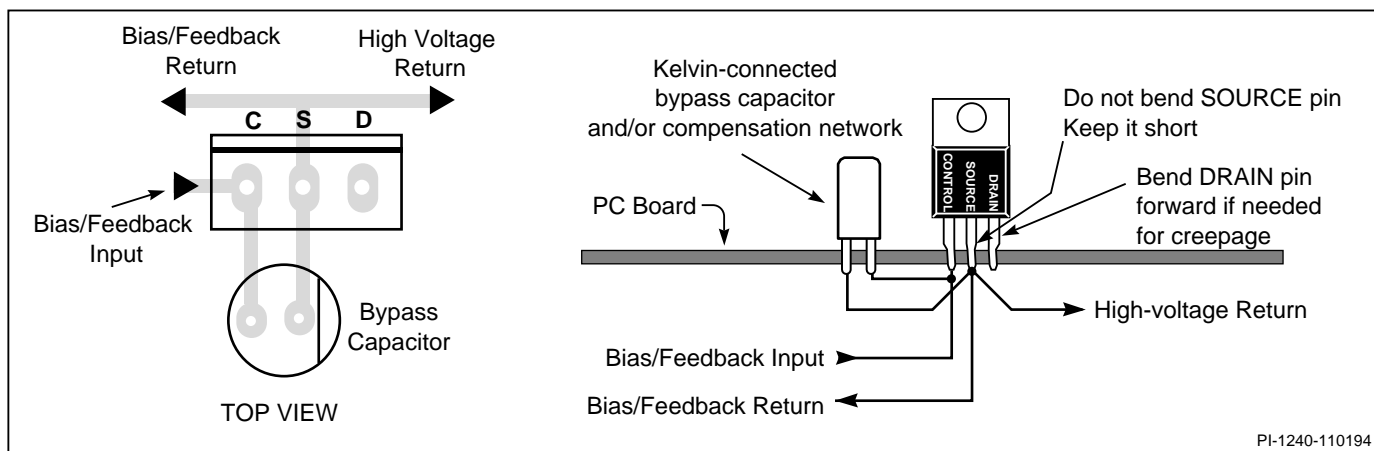 Bias/Feedback
Return
High Voltage
Return
C S D
Bias/Feedback
Input
Bypass
Capacitor
TOP VIEW
Kelvin-connected
bypass capacitor
and/or compensation network
PC Board
CONTROL
SOURCE
DRAIN
Do not bend SOURCE pin
Keep it short
Bend DRAIN pin
forward if needed
for creepage
High-voltage Return
Bias/Feedback Input
Bias/Feedback Return
PI-1240-110194